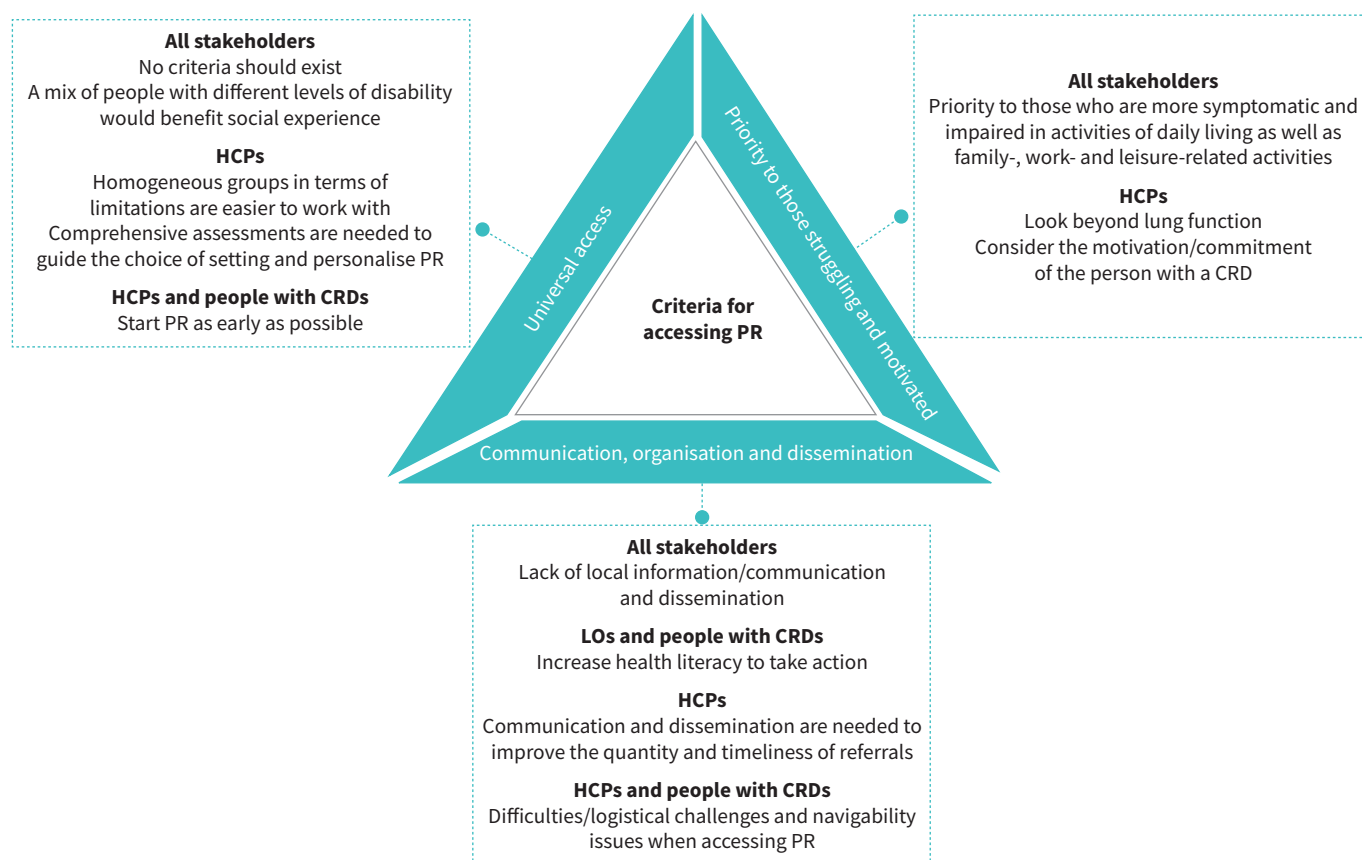 All stakeholders
No criteria should exist
A mix of people with different levels of disability
would benefit social experience
HCPs
Homogeneous groups in terms of
limitations are easier to work with
Comprehensive assessments are needed to
guide the choice of setting and personalise PR
HCPs and people with CRDs
Start PR as early as possible
Universal access
Criteria for
accessing PR
Priority to those struggling and motivated
All stakeholders
Priority to those who are more symptomatic and
impaired in activities of daily living as well as
family-, work- and leisure-related activities
HCPs
Look beyond lung function
Consider the motivation/commitment
of the person with a CRD
Communication, organisation and dissemination
All stakeholders
Lack of local information/communication
and dissemination
LOs and people with CRDs
Increase health literacy to take action
HCPs
Communication and dissemination are needed to
improve the quantity and timeliness of referrals
HCPs and people with CRDs
Difficulties/logistical challenges and navigability
issues when accessing PR